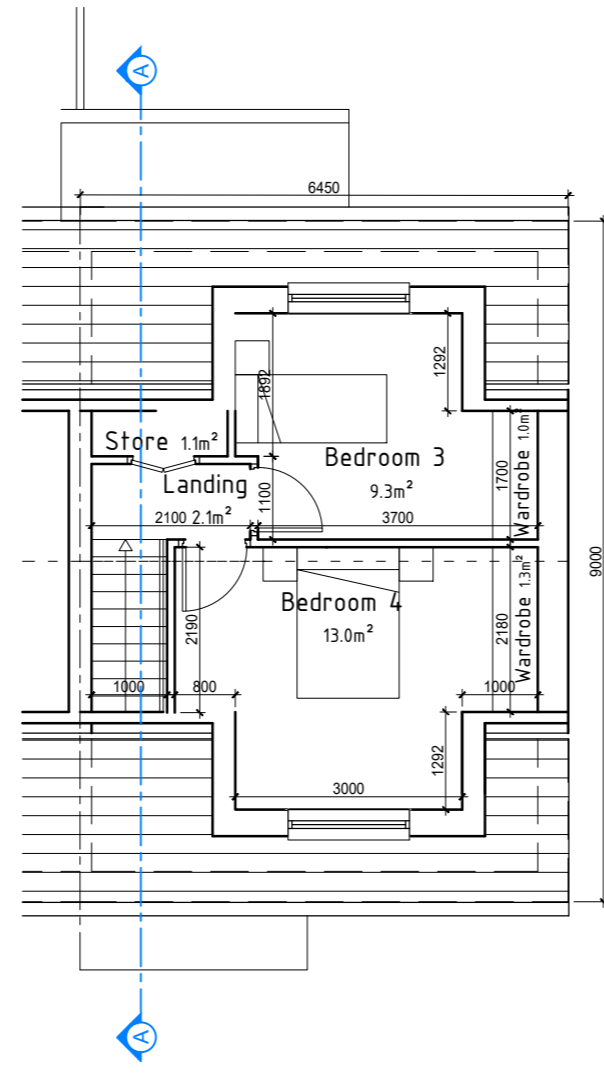 A
6450
1292
1892
Store 1.1m²
Bedroom 3
9.3m²
Wardrobe 1.0m²
1700
Landing
2100 2.1m²
1100
3700
9000
Bedroom 4
13.0m²
2190
2180
Wardrobe 1.3m²
1000
800
1000
1292
3000
A